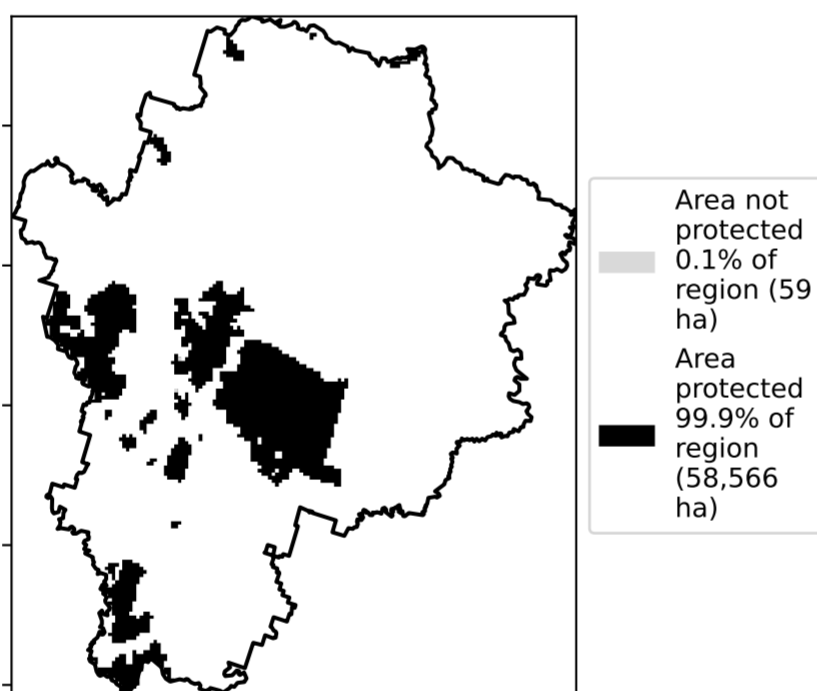 Area not
protected
0.1% of
region (59
ha)
Area
protected
99.9% of
region
(58,566
ha)